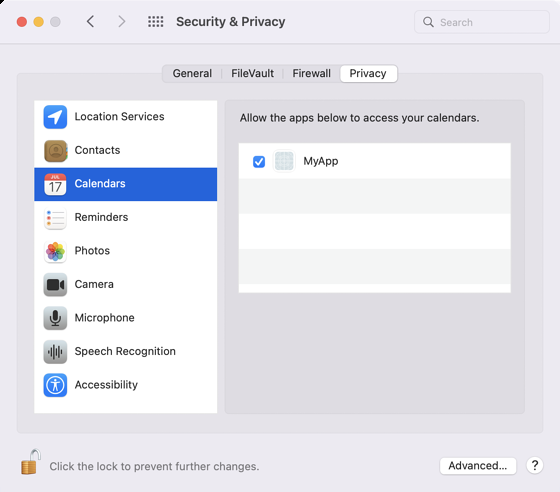 Security & Privacy
Search
General
FileVault
Firewall
Privacy
Location Services
Contacts
JUL
17
Calendars
Reminders
Photos
Camera
Microphone
Speech Recognition
Accessibility
Allow the apps below to access your calendars.
MyApp
Click the lock to prevent further changes.
Advanced...
?